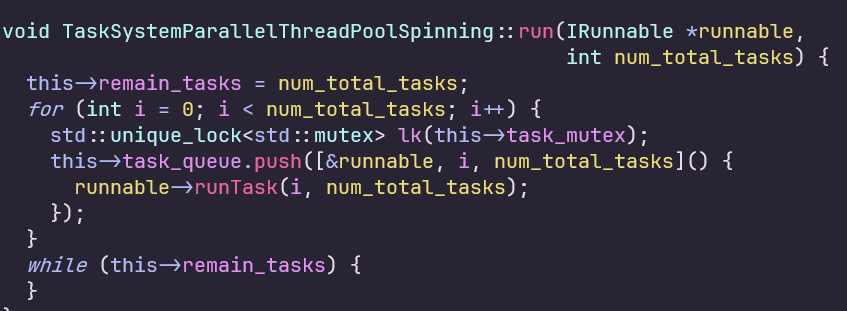 void TaskSystemParallelThreadPoolSpinning::run(IRunnable *runnable,
                                               int num_total_tasks) {
  this->remain_tasks = num_total_tasks;
  for (int i = 0; i < num_total_tasks; i++) {
    std::unique_lock<std::mutex> lk(this->task_mutex);
    this->task_queue.push([&runnable, i, num_total_tasks]() {
      runnable->runTask(i, num_total_tasks);
    });
  }
  while (this->remain_tasks) {
  }